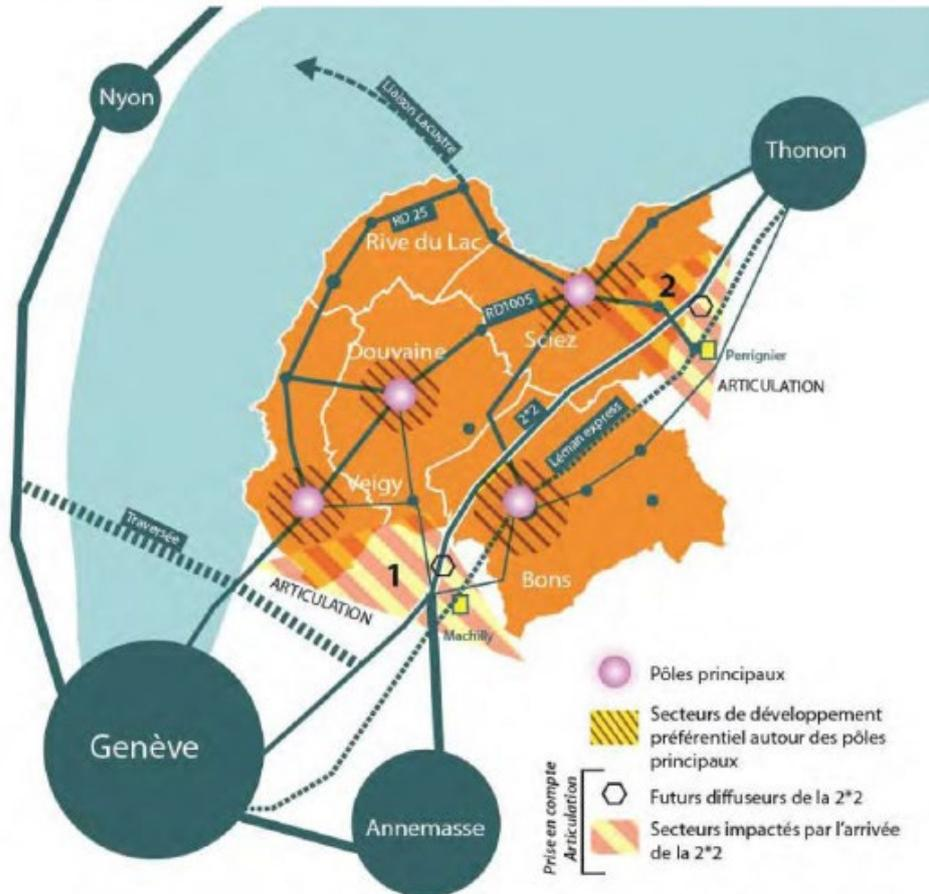 Nyon
Thonon
Liaison Lacustre
RD 25
Rive du Lac
RD1005
2
Sciez
Douvaine
Perrignier
ARTICULATION
2*2
Léman express
Veigy
Traversée
1
Bons
ARTICULATION
Machilly
Genève
Annemasse
Pôles principaux
Secteurs de développement
préférentiel autour des pôles
principaux
Prise en compte
Articulation
Futurs diffuseurs de la 2*2
Secteurs impactés par l'arrivée
de la 2*2